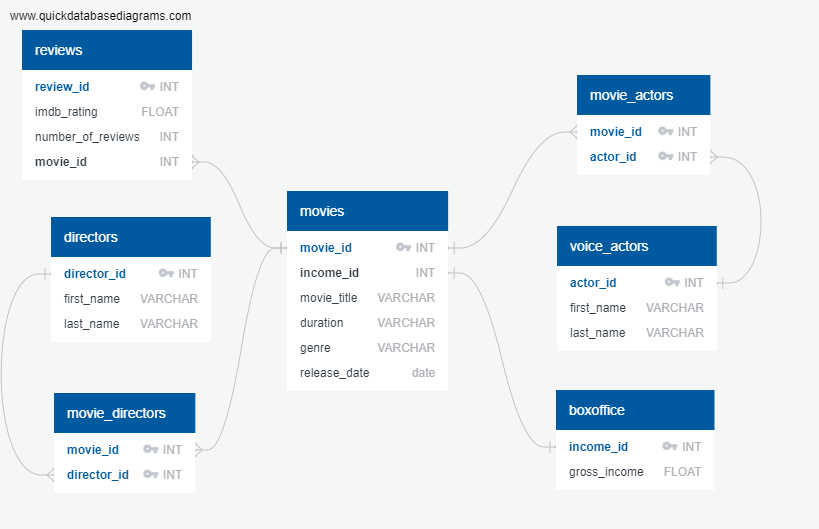 www.quickdatabasediagrams.com
reviews
review_id INT
imdb_rating FLOAT
number_of_reviews INT
movie_id INT
directors
director_id INT
first_name VARCHAR
last_name VARCHAR
movie_directors
movie_id INT
director_id INT
movies
movie_id INT
income_id INT
movie_title VARCHAR
duration VARCHAR
genre VARCHAR
release_date date
movie_actors
movie_id INT
actor_id INT
voice_actors
actor_id INT
first_name VARCHAR
last_name VARCHAR
boxoffice
income_id INT
gross_income FLOAT